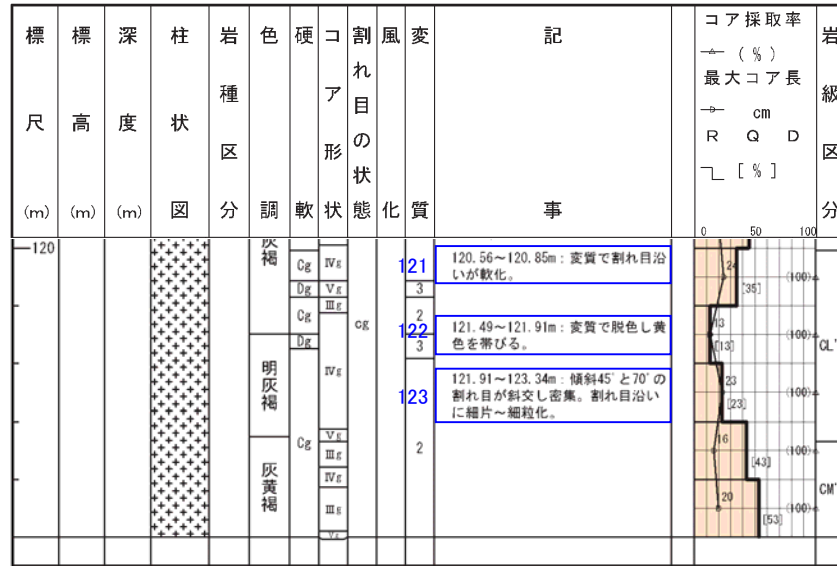 標尺(m)
標高(m)
深度(m)
柱状図
岩種区分
色調
硬軟
コア形状
割れ目の状態
風化
変質
記事
コア採取率
(%)
最大コア長
cm
R Q D
[%]
岩級区分
0 50 100
120
灰褐
明灰褐
灰黄褐
Cg
Dg
Cg
Dg
Cg
Ⅳg
Ⅴg
Ⅲg
Ⅳg
Ⅴg
Ⅲg
Ⅳg
Ⅲg
Ⅴg
cg
121
3
2
122
3
123
2
120.56~120.85m:変質で割れ目沿
いが軟化。
121.49~121.91m:変質で脱色し黄
色を帯びる。
121.91~123.34m:傾斜45°と70°の
割れ目が斜交し密集。割れ目沿い
に細片~細粒化。
24 (100)
[35]
13 (100)
[13]
23 (100)
[23]
16 (100)
[43]
20 (100)
[53]
CL'
CM'